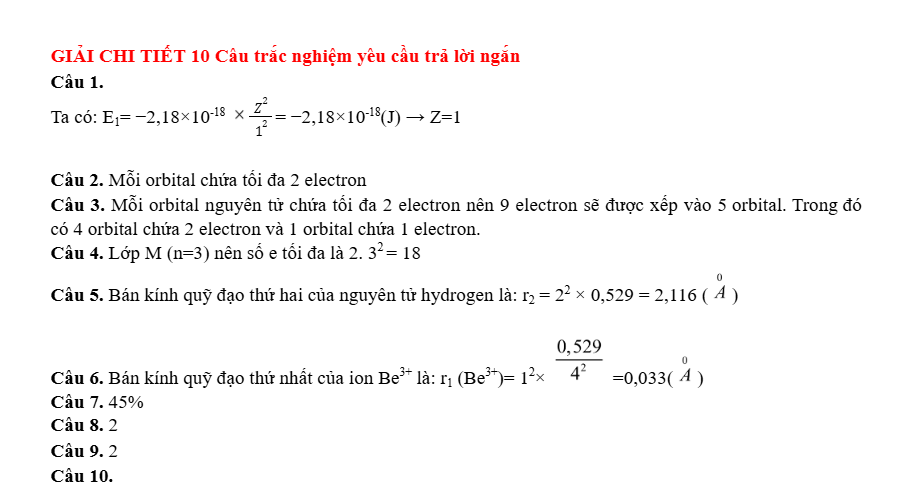 GIẢI CHI TIẾT 10 Câu trắc nghiệm yêu cầu trả lời ngắn
Câu 1.
Ta có: E₁= −2,18×10⁻¹⁸ × Z²/1² = −2,18×10⁻¹⁸(J) → Z=1
Câu 2. Mỗi orbital chứa tối đa 2 electron
Câu 3. Mỗi orbital nguyên tử chứa tối đa 2 electron nên 9 electron sẽ được xếp vào 5 orbital. Trong đó
có 4 orbital chứa 2 electron và 1 orbital chứa 1 electron.
Câu 4. Lớp M (n=3) nên số e tối đa là 2. 3² = 18
Câu 5. Bán kính quỹ đạo thứ hai của nguyên tử hydrogen là: r₂ = 2² × 0,529 = 2,116 ( Å )
Câu 6. Bán kính quỹ đạo thứ nhất của ion Be³⁺ là: r₁ (Be³⁺)= 1²× 0,529/4² =0,033( Å )
Câu 7. 45%
Câu 8. 2
Câu 9. 2
Câu 10.